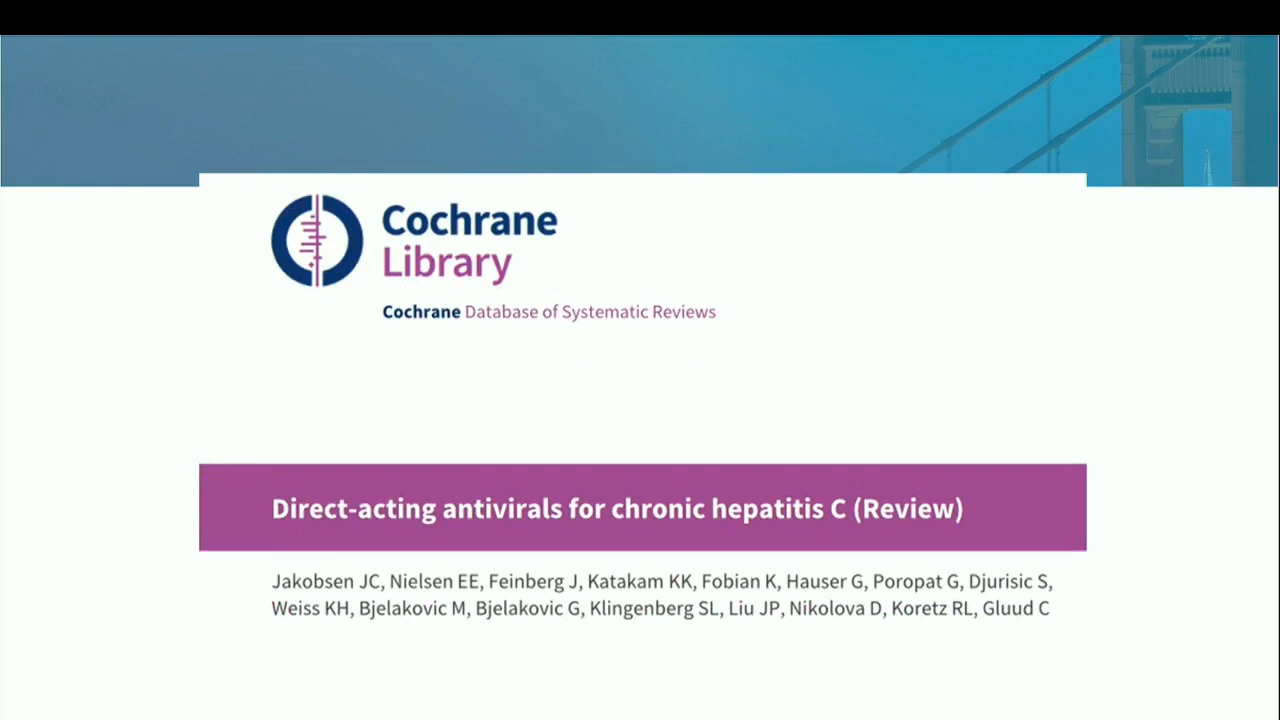 Cochrane
Library
Cochrane Database of Systematic Reviews
Direct-acting antivirals for chronic hepatitis C (Review)
Jakobsen JC, Nielsen EE, Feinberg J, Katakam KK, Fobian K, Hauser G, Poropat G, Djurisic S,
Weiss KH, Bjelakovic M, Bjelakovic G, Klingenberg SL, Liu JP, Nikolova D, Koretz RL, Gluud C